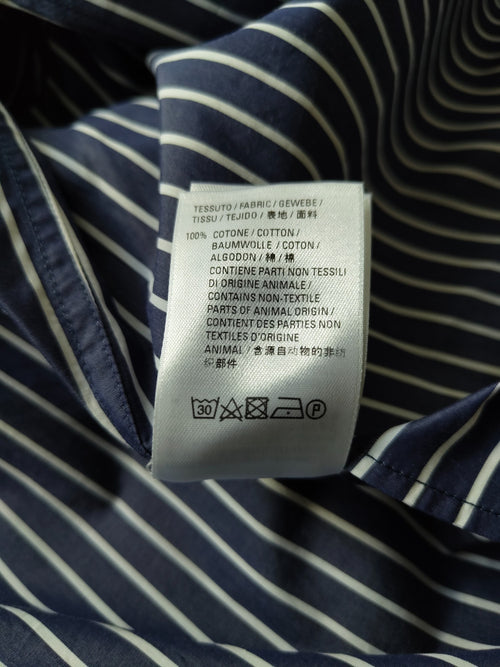 TESSUTO / FABRIC / GEWEBE /
TISSU / TEJIDO / 表地 / 面料
100% COTONE / COTTON /
BAUMWOLLE / COTON /
ALGODON / 綿 / 棉
CONTIENE PARTI NON TESSILI
DI ORIGINE ANIMALE /
CONTAINS NON-TEXTILE
PARTS OF ANIMAL ORIGIN /
CONTIENT DES PARTIES NON
TEXTILES D'ORIGINE
ANIMALE / 含源自动物的非纺
织部件
30 P